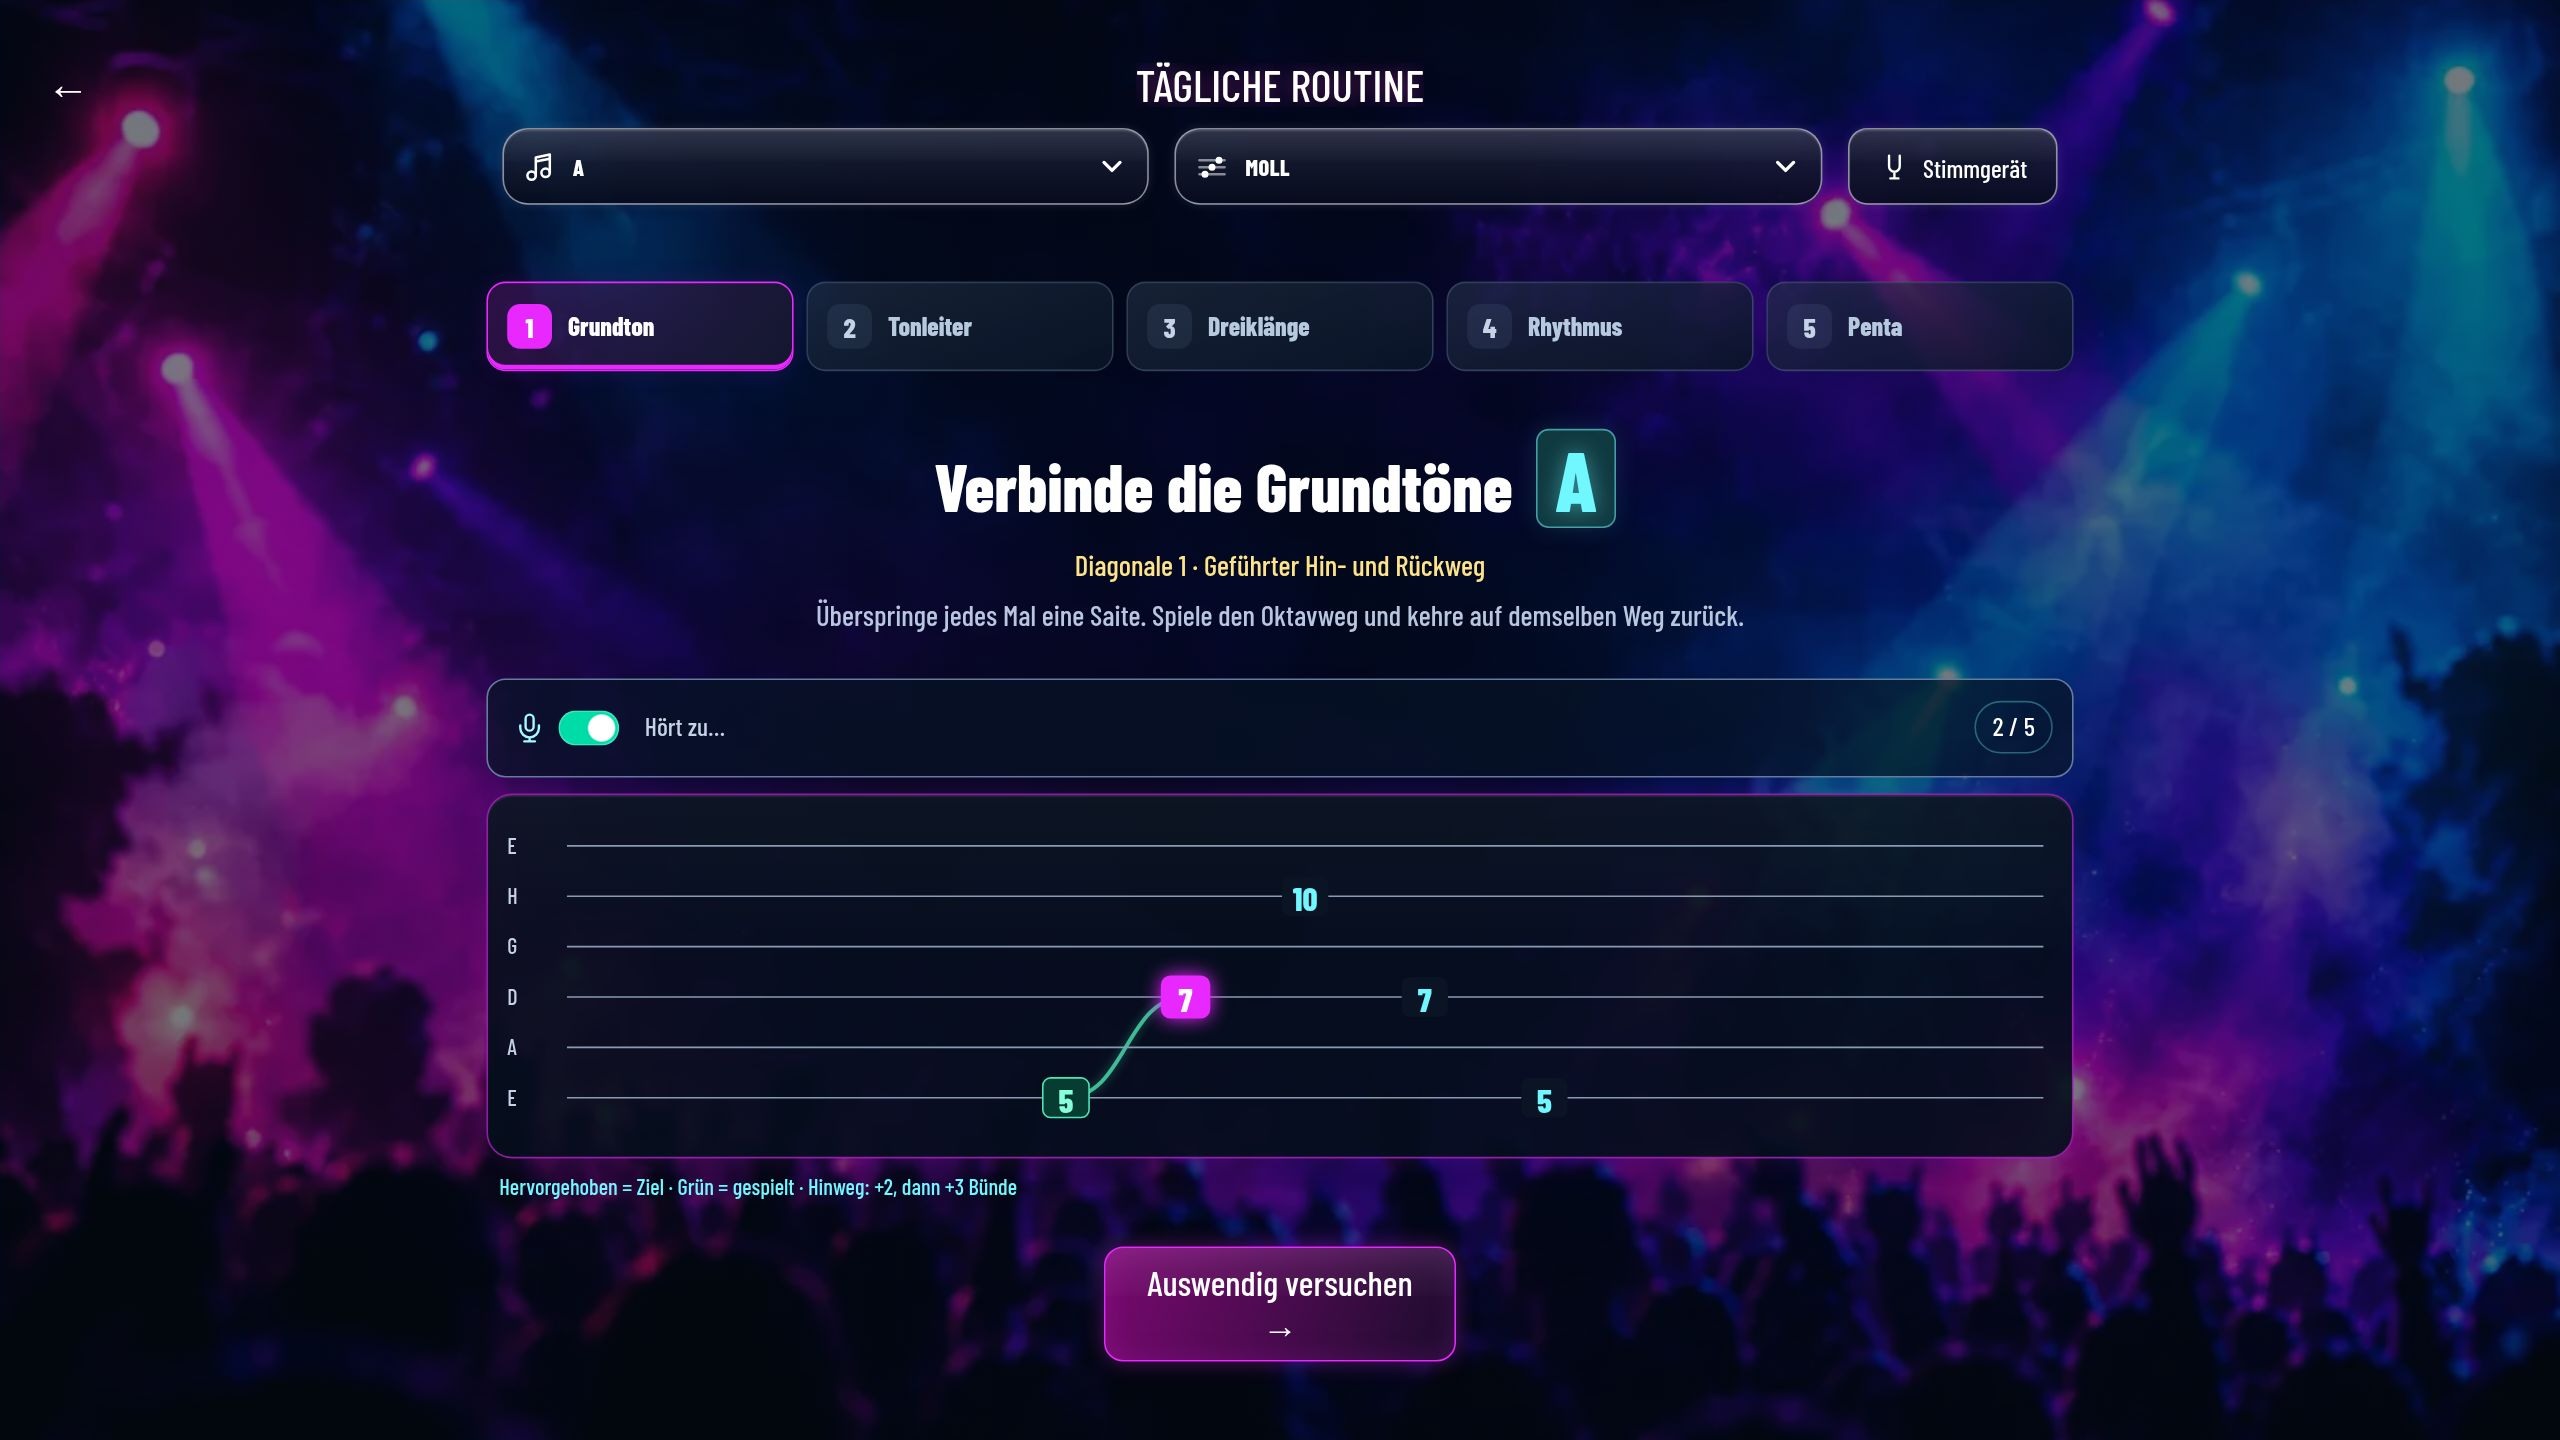 ←
TÄGLICHE ROUTINE
A
MOLL
Stimmgerät
1 Grundton
2 Tonleiter
3 Dreiklänge
4 Rhythmus
5 Penta
Verbinde die Grundtöne A
Diagonale 1 · Geführter Hin- und Rückweg
Überspringe jedes Mal eine Saite. Spiele den Oktavweg und kehre auf demselben Weg zurück.
Hört zu...
2 / 5
E
H 10
G
D 7 7
A
E 5 5
Hervorgehoben = Ziel · Grün = gespielt · Hinweg: +2, dann +3 Bünde
Auswendig versuchen
→